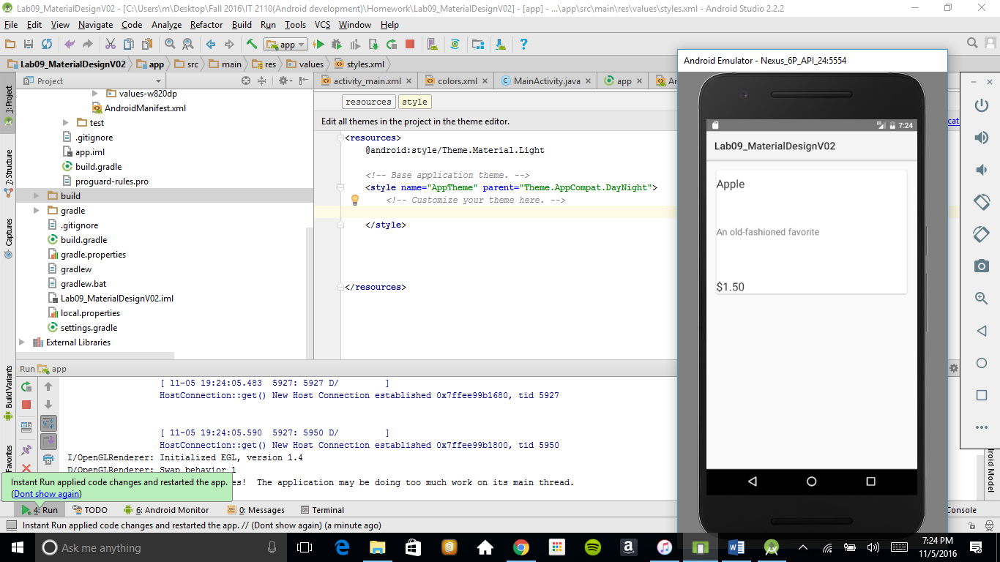 Lab09_MaterialDesignV02 - [C:\Users\m\Desktop\Fall 2016\IT 2110(Android development)\Homework\Lab09_MaterialDesignV02] - [app] - ...\app\src\main\res\values\styles.xml - Android Studio 2.2.2
File Edit View Navigate Code Analyze Refactor Build Run Tools VCS Window Help
app
Lab09_MaterialDesignV02 app src main res values styles.xml
Project
activity_main.xml colors.xml MainActivity.java app
1: Project
7: Structure
Captures
Build Variants
Favorites
values-w820dp
AndroidManifest.xml
test
.gitignore
app.iml
build.gradle
proguard-rules.pro
build
gradle
.gitignore
build.gradle
gradle.properties
gradlew
gradlew.bat
Lab09_MaterialDesignV02.iml
local.properties
settings.gradle
External Libraries
resources style
Edit all themes in the project in the theme editor.
<resources>
@android:style/Theme.Material.Light
<!-- Base application theme. -->
<style name="AppTheme" parent="Theme.AppCompat.DayNight">
<!-- Customize your theme here. -->
</style>
</resources>
Android Emulator - Nexus_6P_API_24:5554
7:24
Lab09_MaterialDesignV02
Apple
An old-fashioned favorite
$1.50
Run app
[ 11-05 19:24:05.483 5927: 5927 D/ ]
HostConnection::get() New Host Connection established 0x7ffee99b1680, tid 5927
[ 11-05 19:24:05.590 5927: 5950 D/ ]
HostConnection::get() New Host Connection established 0x7ffee99b1800, tid 5950
I/OpenGLRenderer: Initialized EGL, version 1.4
D/OpenGLRenderer: Swap behavior 1
The application may be doing too much work on its main thread.
Instant Run applied code changes and restarted the app.
(Dont show again)
4: Run TODO 6: Android Monitor 0: Messages Terminal
Console
Instant Run applied code changes and restarted the app. // (Dont show again) (a minute ago)
Ask me anything
7:24 PM
11/5/2016